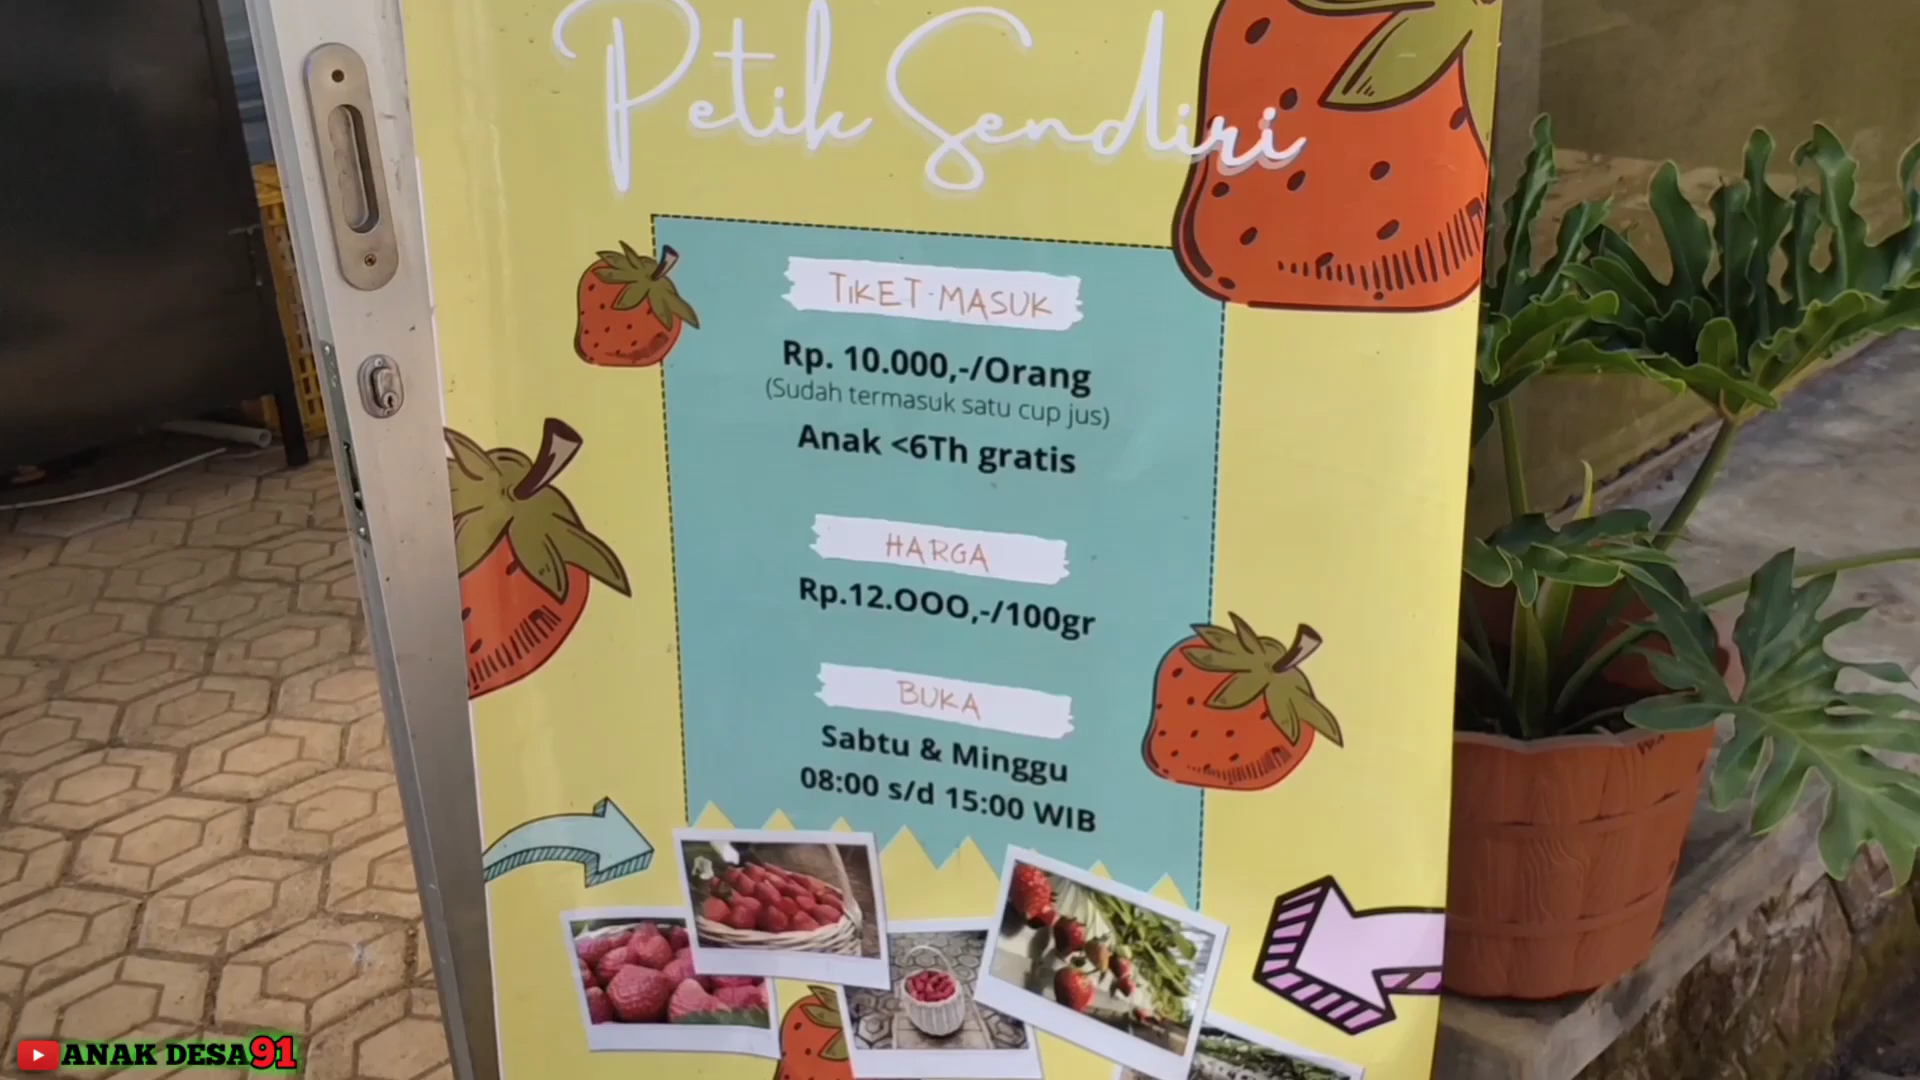 Petik Sendiri
TIKET MASUK
Rp. 10.000,-/Orang
(Sudah termasuk satu cup jus)
Anak <6Th gratis
HARGA
Rp.12.OOO,-/100gr
BUKA
Sabtu & Minggu
08:00 s/d 15:00 WIB
ANAK DESA91